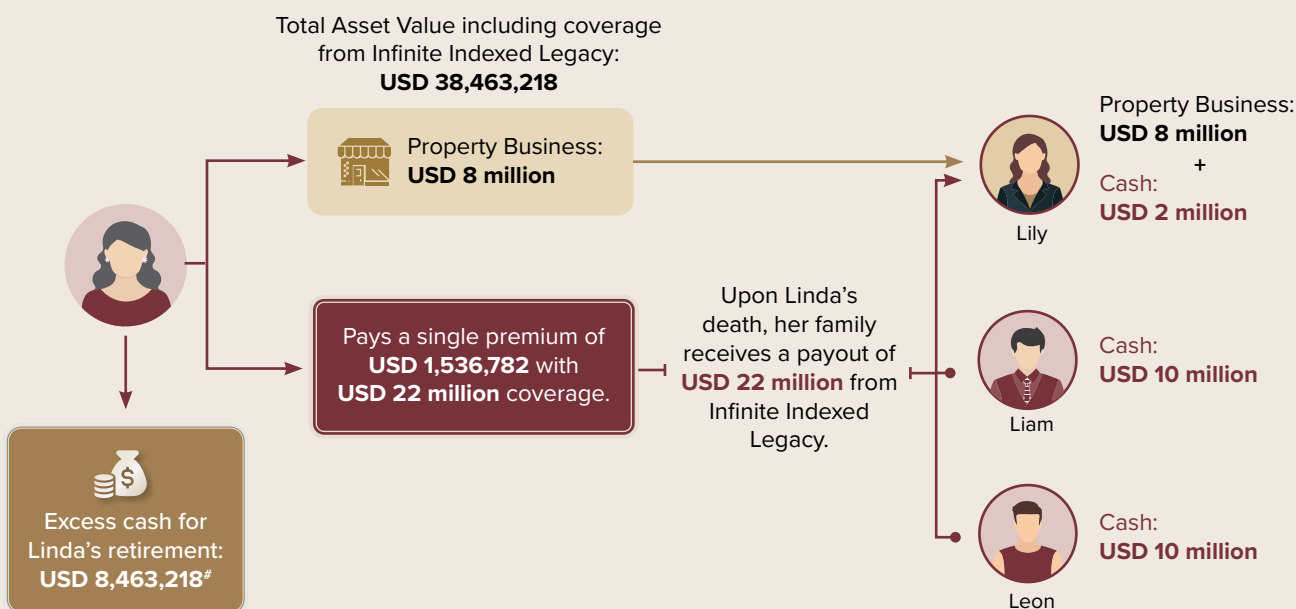 Total Asset Value including coverage
from Infinite Indexed Legacy:
USD 38,463,218
Property Business:
USD 8 million
Property Business:
USD 8 million
+
Cash:
USD 2 million
Lily
Pays a single premium of
USD 1,536,782 with
USD 22 million coverage.
Upon Linda's
death, her family
receives a payout of
USD 22 million from
Infinite Indexed
Legacy.
Cash:
USD 10 million
Liam
$
Excess cash for
Linda's retirement:
USD 8,463,218#
Cash:
USD 10 million
Leon